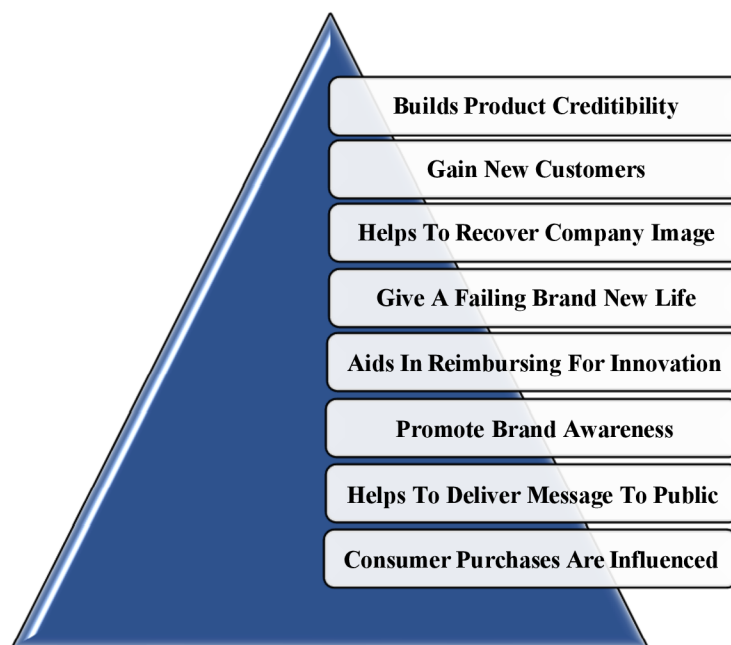 Builds Product Creditibility
Gain New Customers
Helps To Recover Company Image
Give A Failing Brand New Life
Aids In Reimbursing For Innovation
Promote Brand Awareness
Helps To Deliver Message To Public
Consumer Purchases Are Influenced